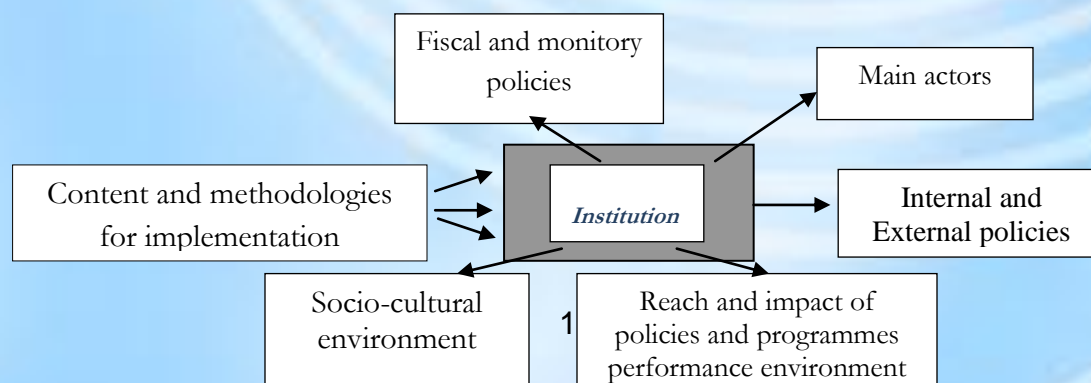 Fiscal and monitory
policies
Main actors
Content and methodologies
for implementation
Institution
Internal and
External policies
Socio-cultural
environment
1
Reach and impact of
policies and programmes
performance environment